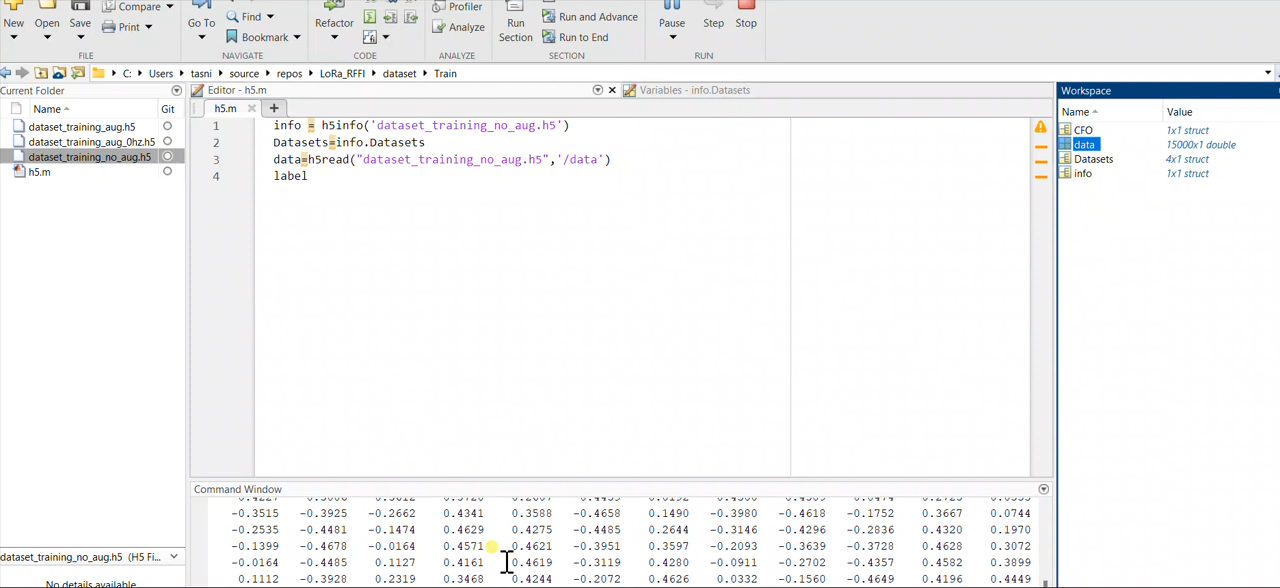 New Open Save Compare Print
Go To Find Bookmark
Refactor
Profiler Analyze
Run Section Run and Advance Run to End
Pause Step Stop
FILE NAVIGATE CODE ANALYZE SECTION RUN
C: Users tasni source repos LoRa_RFFI dataset Train
Current Folder
Name Git
dataset_training_aug.h5
dataset_training_aug_0hz.h5
dataset_training_no_aug.h5
h5.m
dataset_training_no_aug.h5 (H5 Fi...
No details available
Editor - h5.m
Variables - info.Datasets
h5.m +
1 info = h5info('dataset_training_no_aug.h5')
2 Datasets=info.Datasets
3 data=h5read("dataset_training_no_aug.h5",'/data')
4 label
Command Window
-0.3515 -0.3925 -0.2662 0.4341 0.3588 -0.4658 0.1490 -0.3980 -0.4618 -0.1752 0.3667 0.0744
-0.2535 -0.4481 -0.1474 0.4629 0.4275 -0.4485 0.2644 -0.3146 -0.4296 -0.2836 0.4320 0.1970
-0.1399 -0.4678 -0.0164 0.4571 0.4621 -0.3951 0.3597 -0.2093 -0.3639 -0.3728 0.4628 0.3072
-0.0164 -0.4485 0.1127 0.4161 0.4619 -0.3119 0.4280 -0.0911 -0.2702 -0.4357 0.4582 0.3899
0.1112 -0.3928 0.2319 0.3468 0.4244 -0.2072 0.4626 0.0332 -0.1560 -0.4649 0.4196 0.4449
Workspace
Name Value
CFO 1x1 struct
data 15000x1 double
Datasets 4x1 struct
info 1x1 struct